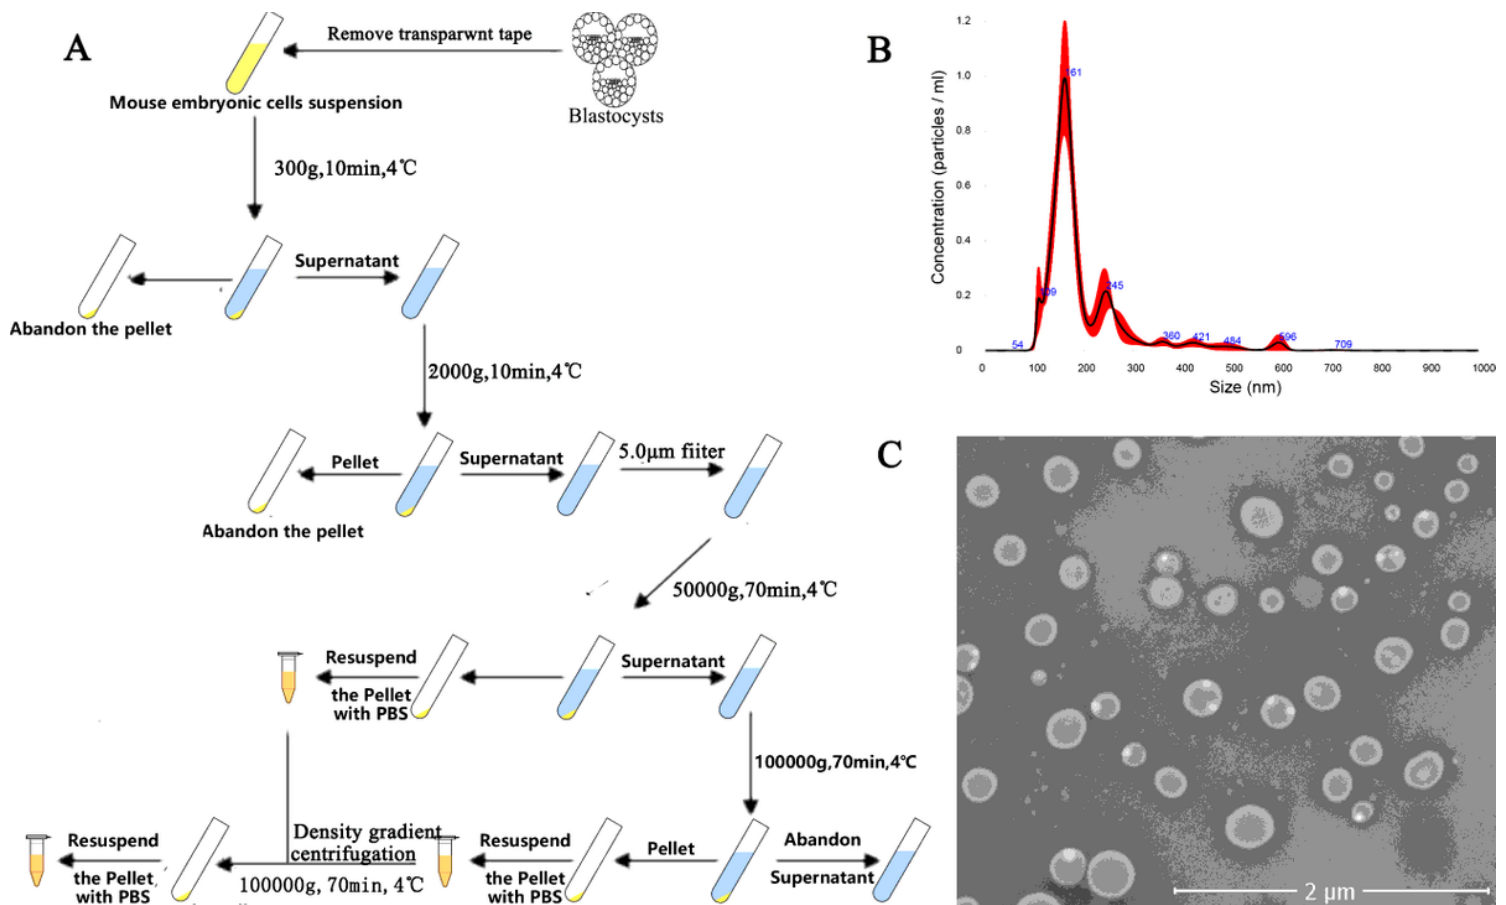 A
Remove transparwnt tape
Blastocysts
Mouse embryonic cells suspension
300g,10min,4℃
Supernatant
Abandon the pellet
2000g,10min,4℃
Pellet
Supernatant
5.0μm fiiter
Abandon the pellet
50000g,70min,4℃
Resuspend
the Pellet
with PBS
Supernatant
100000g,70min,4℃
Resuspend
the Pellet
with PBS
Density gradient
centrifugation
100000g, 70min, 4℃
Resuspend
the Pellet
with PBS
Pellet
Abandon
Supernatant
B
Concentration (particles / ml)
1.2
1.0
0.8
0.6
0.4
0.2
0
161
109
245
54
360
421
484
596
709
0
100
200
300
400
500
600
700
800
900
1000
Size (nm)
C
2 μm